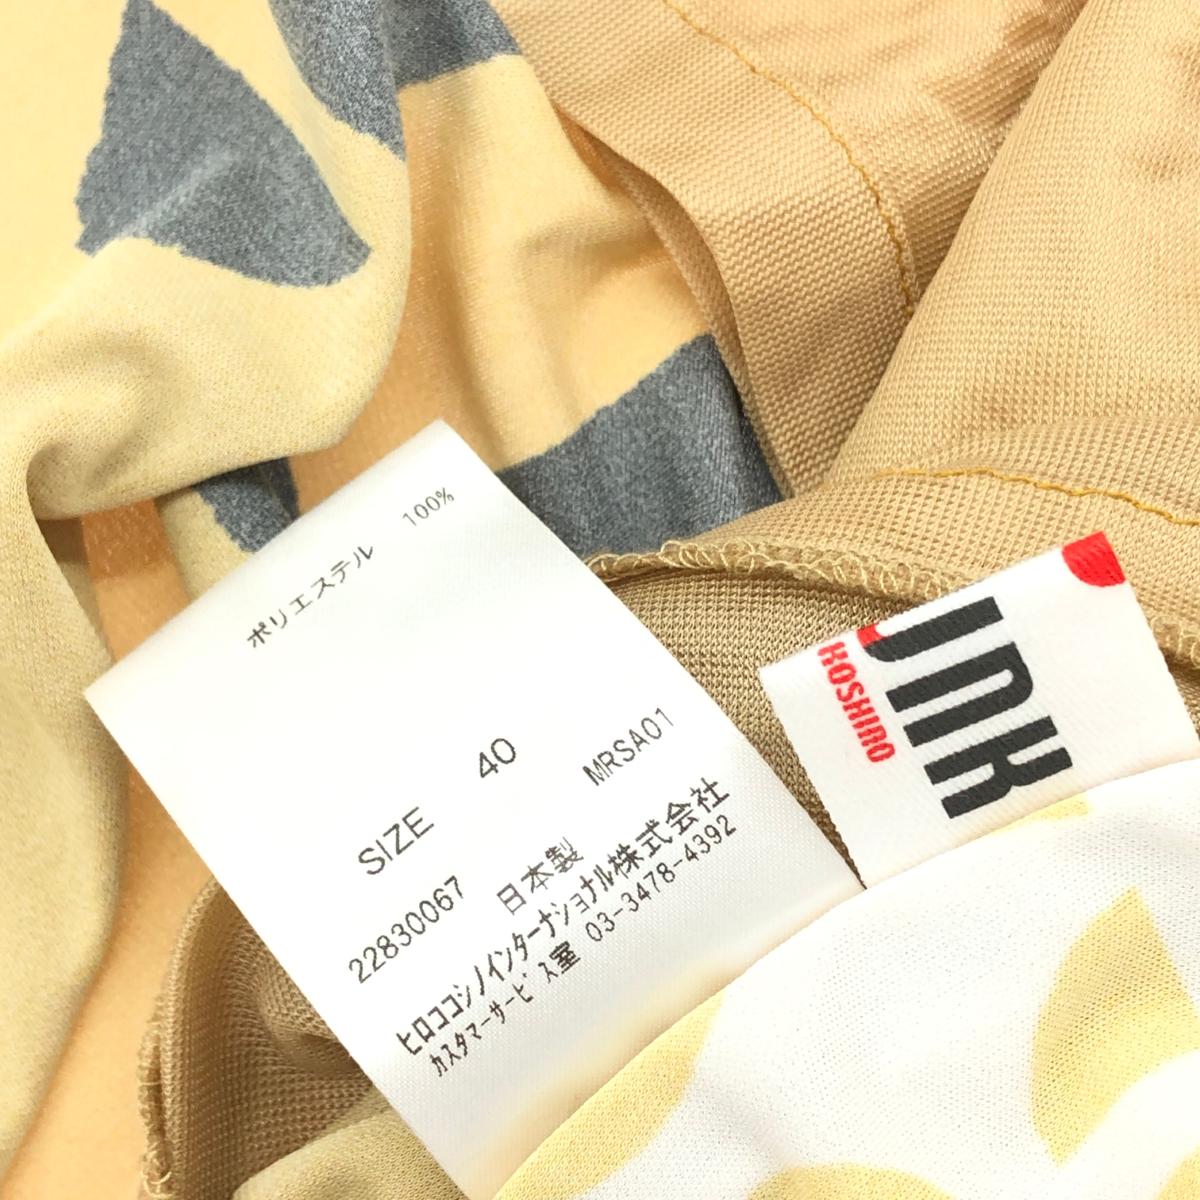 ポリエステル 100%
SIZE 40
22830067 MRSA01
日本製
ヒロココシノインターナショナル株式会社
カスタマーサービス室 03-3478-4392
JNK
KOSHIRO